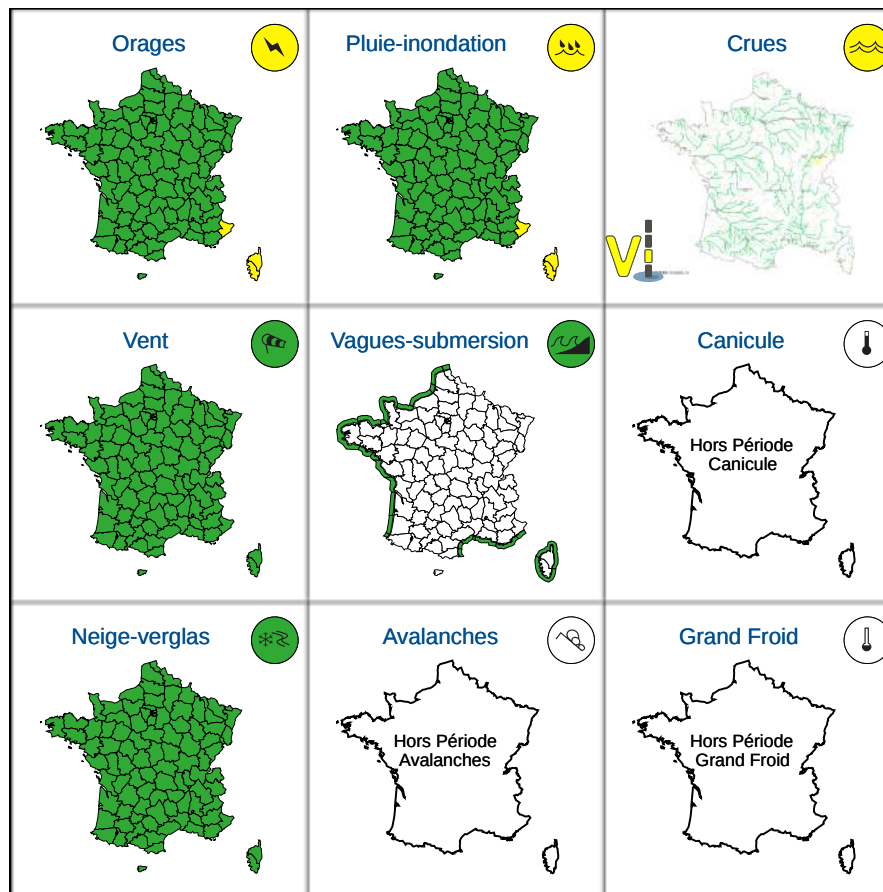 Orages
Pluie-inondation
Crues
Vi
Vent
Vagues-submersion
Canicule
Hors Période
Canicule
Neige-verglas
Avalanches
Grand Froid
Hors Période
Avalanches
Hors Période
Grand Froid